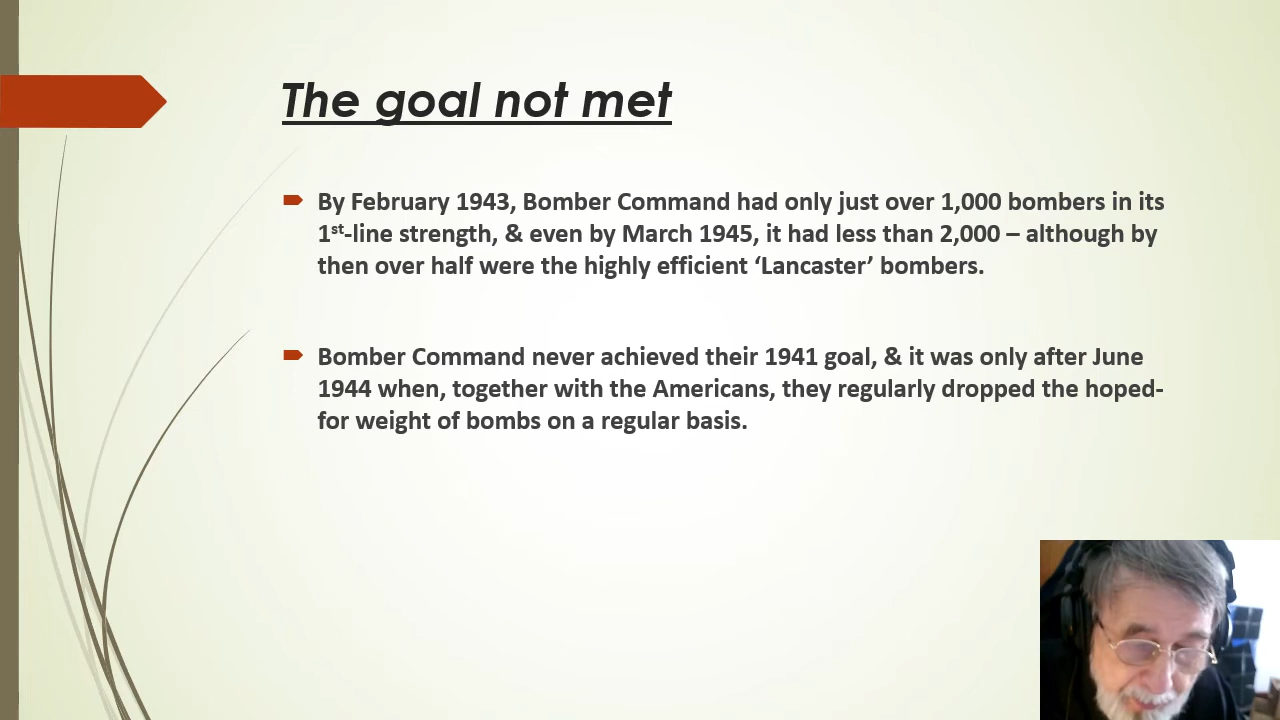 The goal not met
By February 1943, Bomber Command had only just over 1,000 bombers in its
1st-line strength, & even by March 1945, it had less than 2,000 – although by
then over half were the highly efficient ‘Lancaster’ bombers.
Bomber Command never achieved their 1941 goal, & it was only after June
1944 when, together with the Americans, they regularly dropped the hoped-
for weight of bombs on a regular basis.